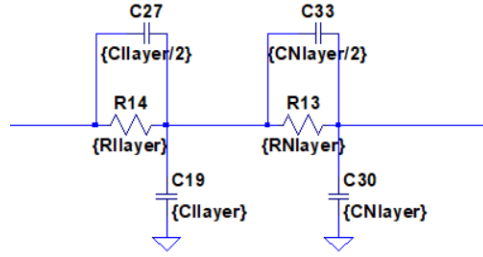 C27
{CIlayer/2}
R14
{RIlayer}
C19
{CIlayer}
C33
{CNlayer/2}
R13
{RNlayer}
C30
{CNlayer}